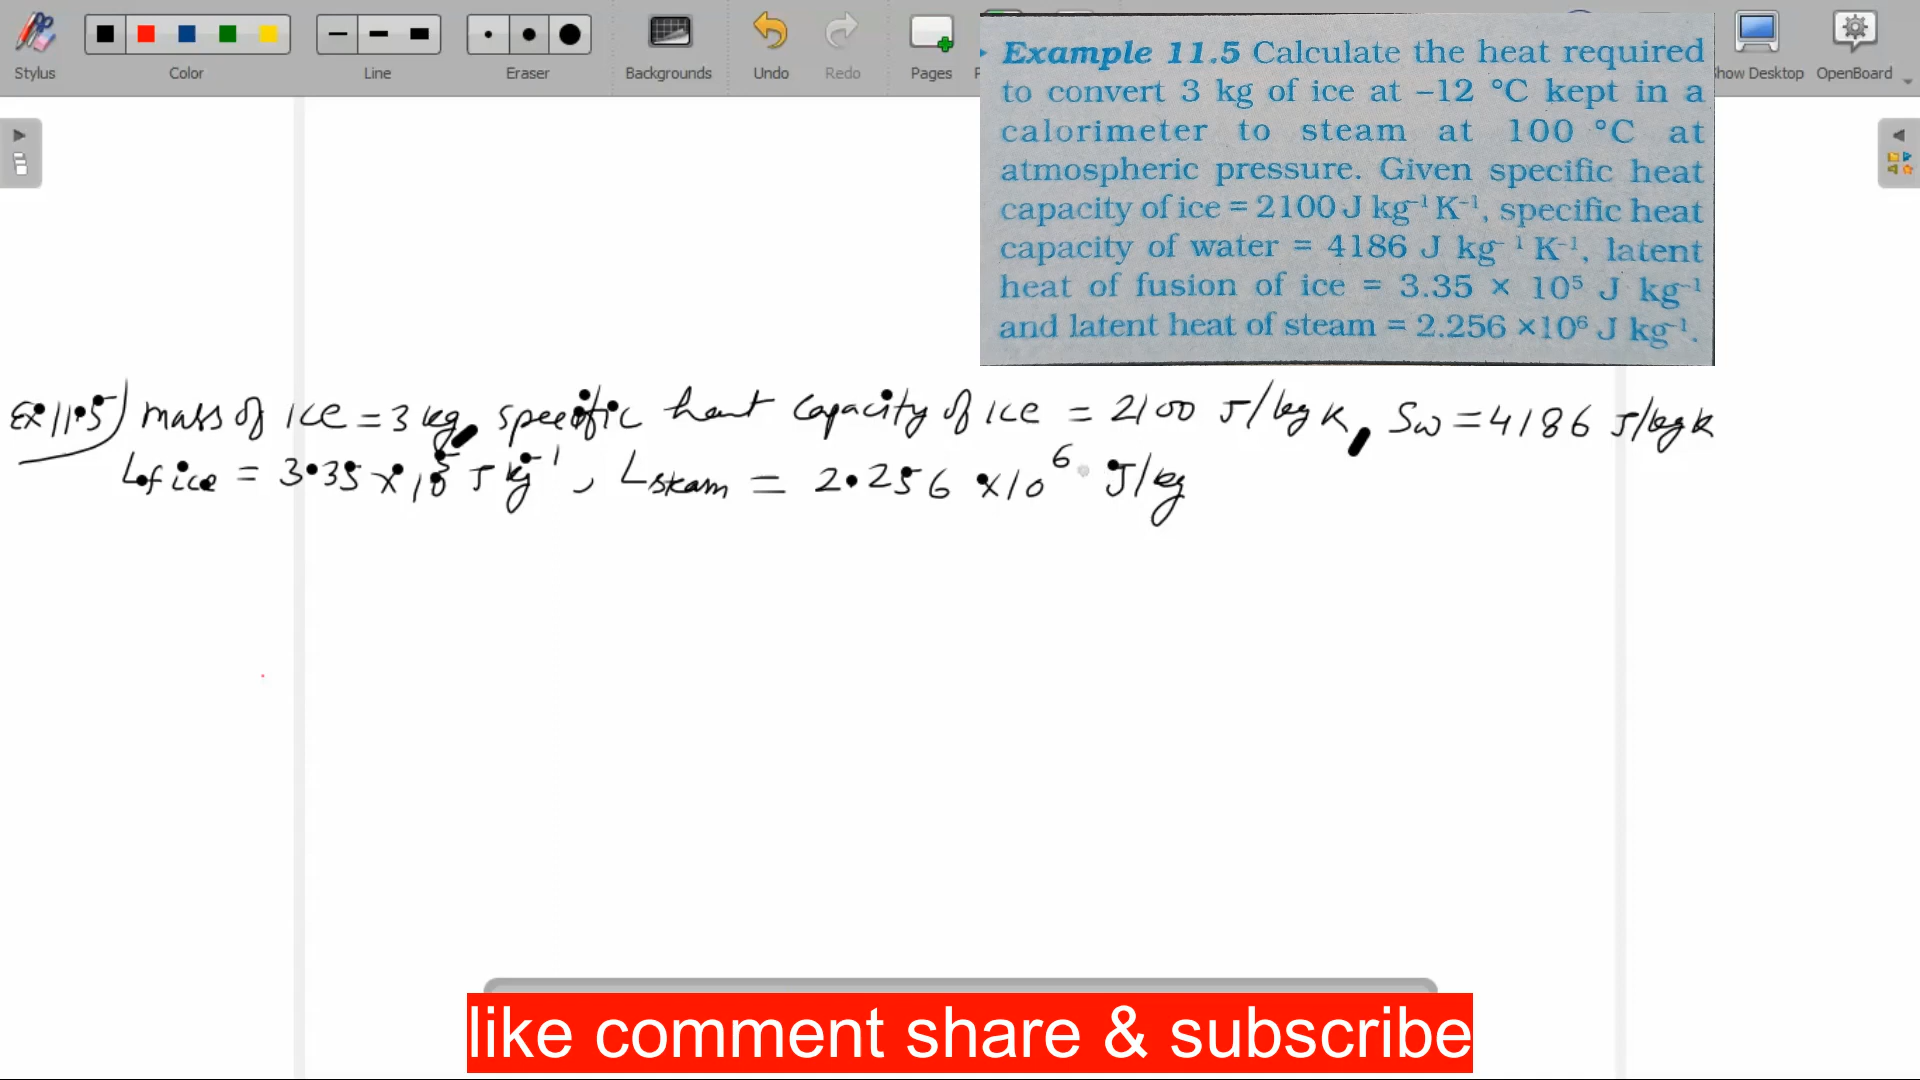 Stylus Color Line Eraser Backgrounds Undo Redo Pages Show Desktop OpenBoard
Example 11.5 Calculate the heat required
to convert 3 kg of ice at –12 °C kept in a
calorimeter to steam at 100 °C at
atmospheric pressure. Given specific heat
capacity of ice = 2100 J kg⁻¹ K⁻¹, specific heat
capacity of water = 4186 J kg⁻¹ K⁻¹, latent
heat of fusion of ice = 3.35 × 10⁵ J kg⁻¹
and latent heat of steam = 2.256 ×10⁶ J kg⁻¹.
Ex 11.5) mass of ice = 3 kg, specific heat capacity of ice = 2100 J/kg K, Sw = 4186 J/kg K
Lf ice = 3.35 × 10⁵ J kg⁻¹, Lsteam = 2.256 × 10⁶ J/kg
like comment share & subscribe